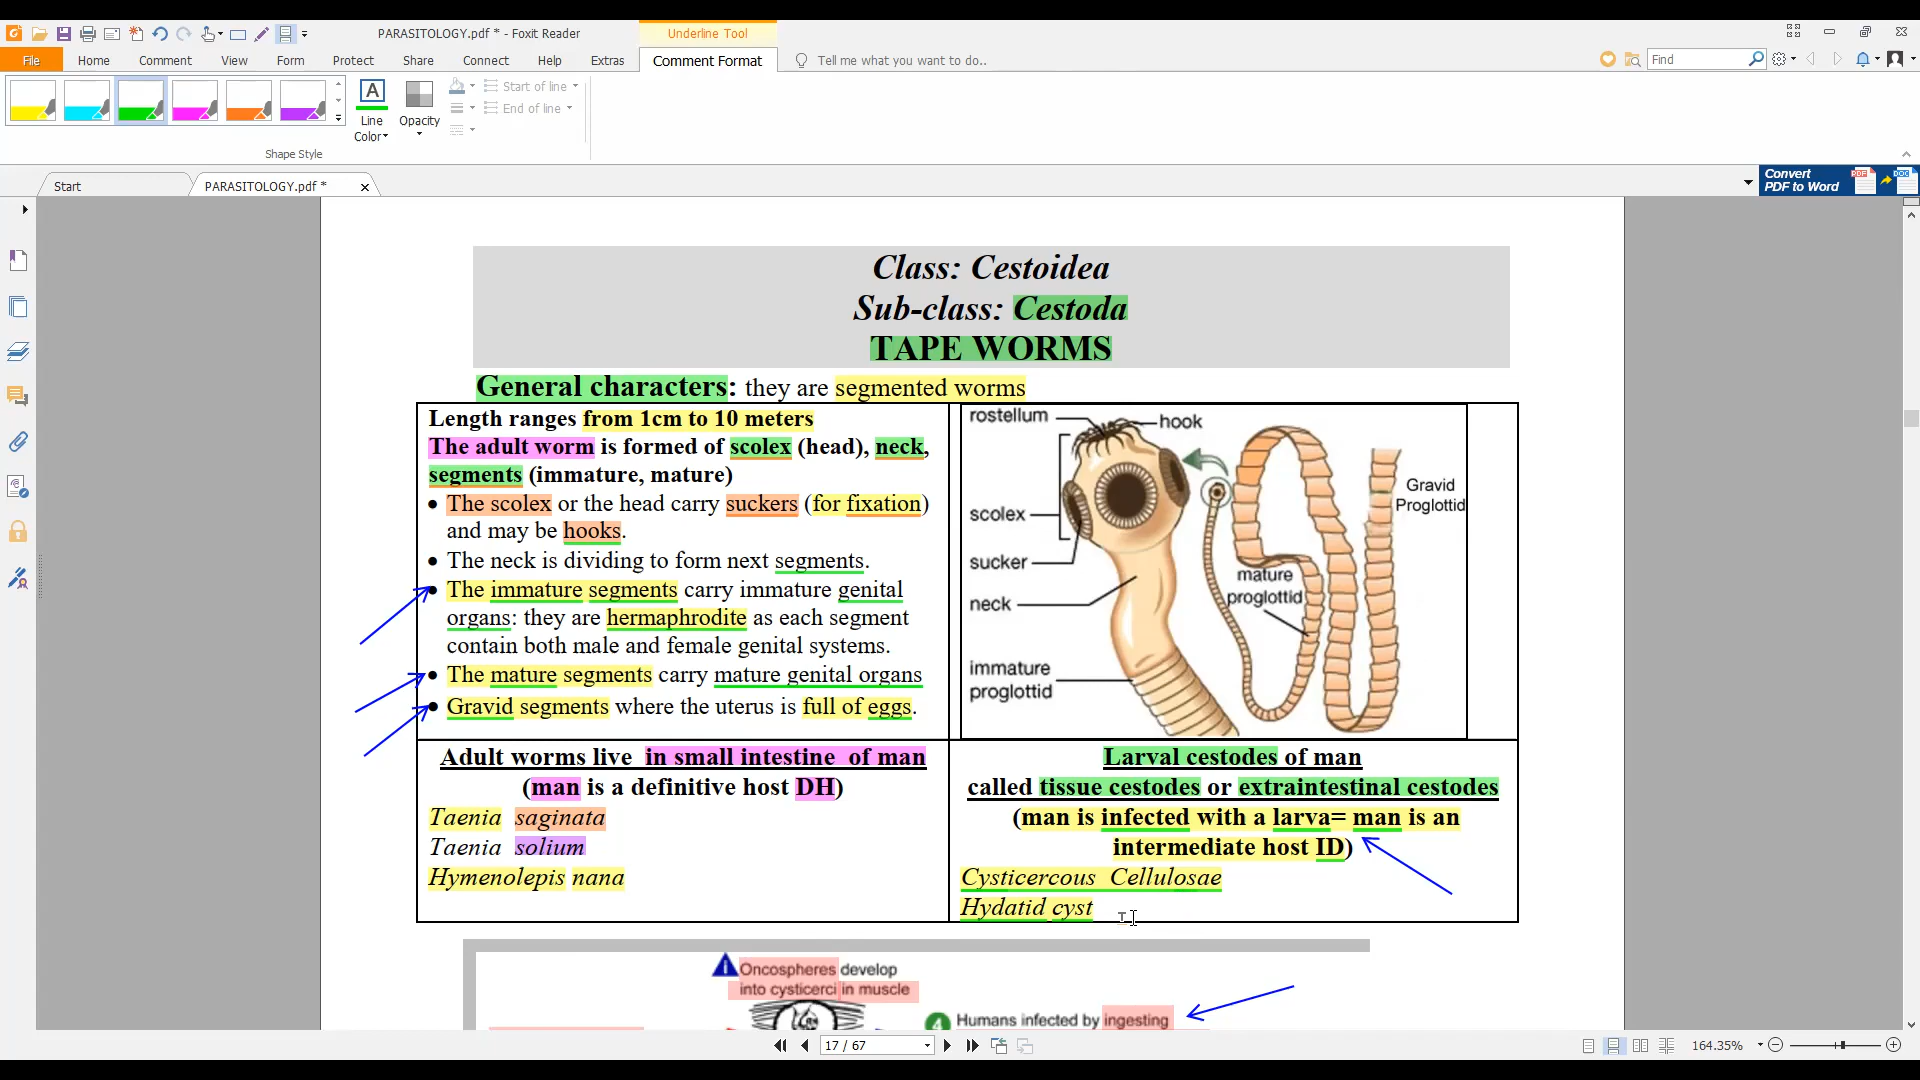 PARASITOLOGY.pdf * - Foxit Reader
Underline Tool
File
Home
Comment
View
Form
Protect
Share
Connect
Help
Extras
Comment Format
Tell me what you want to do..
Find
Line
Color
Opacity
Start of line
End of line
Shape Style
Start
PARASITOLOGY.pdf *
Convert
PDF to Word
Class: Cestoidea
Sub-class: Cestoda
TAPE WORMS
General characters: they are segmented worms
Length ranges from 1cm to 10 meters
The adult worm is formed of scolex (head), neck,
segments (immature, mature)
• The scolex or the head carry suckers (for fixation)
and may be hooks.
• The neck is dividing to form next segments.
• The immature segments carry immature genital
organs: they are hermaphrodite as each segment
contain both male and female genital systems.
• The mature segments carry mature genital organs
• Gravid segments where the uterus is full of eggs.
rostellum
hook
scolex
sucker
neck
immature
proglottid
mature
proglottid
Gravid
Proglottid
Adult worms live in small intestine of man
(man is a definitive host DH)
Taenia saginata
Taenia solium
Hymenolepis nana
Larval cestodes of man
called tissue cestodes or extraintestinal cestodes
(man is infected with a larva= man is an
intermediate host ID)
Cysticercous Cellulosae
Hydatid cyst
i Oncospheres develop
into cysticerci in muscle
4 Humans infected by ingesting
17 / 67
164.35%